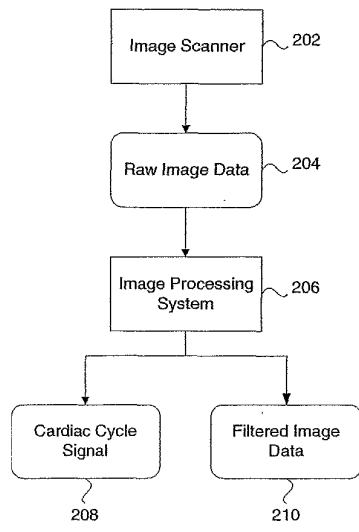 Image Scanner
202
Raw Image Data
204
Image Processing
System
206
Cardiac Cycle
Signal
Filtered Image
Data
208
210